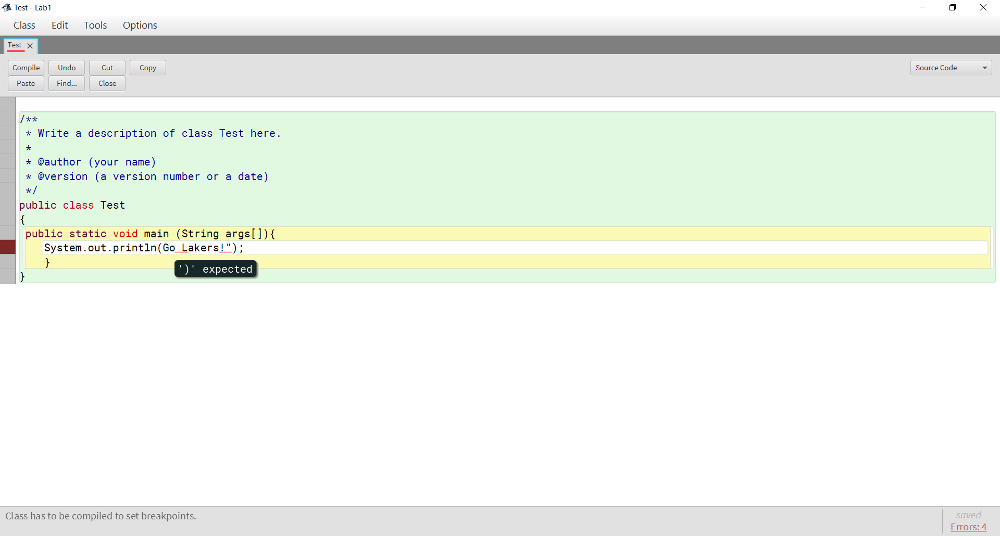 Test - Lab1
Class Edit Tools Options
Test
Compile Undo Cut Copy Source Code
Paste Find... Close
/**
 * Write a description of class Test here.
 *
 * @author (your name)
 * @version (a version number or a date)
 */
public class Test
{
 public static void main (String args[]){
    System.out.println(Go Lakers!");
    }
')' expected
}
Class has to be compiled to set breakpoints.
saved
Errors: 4